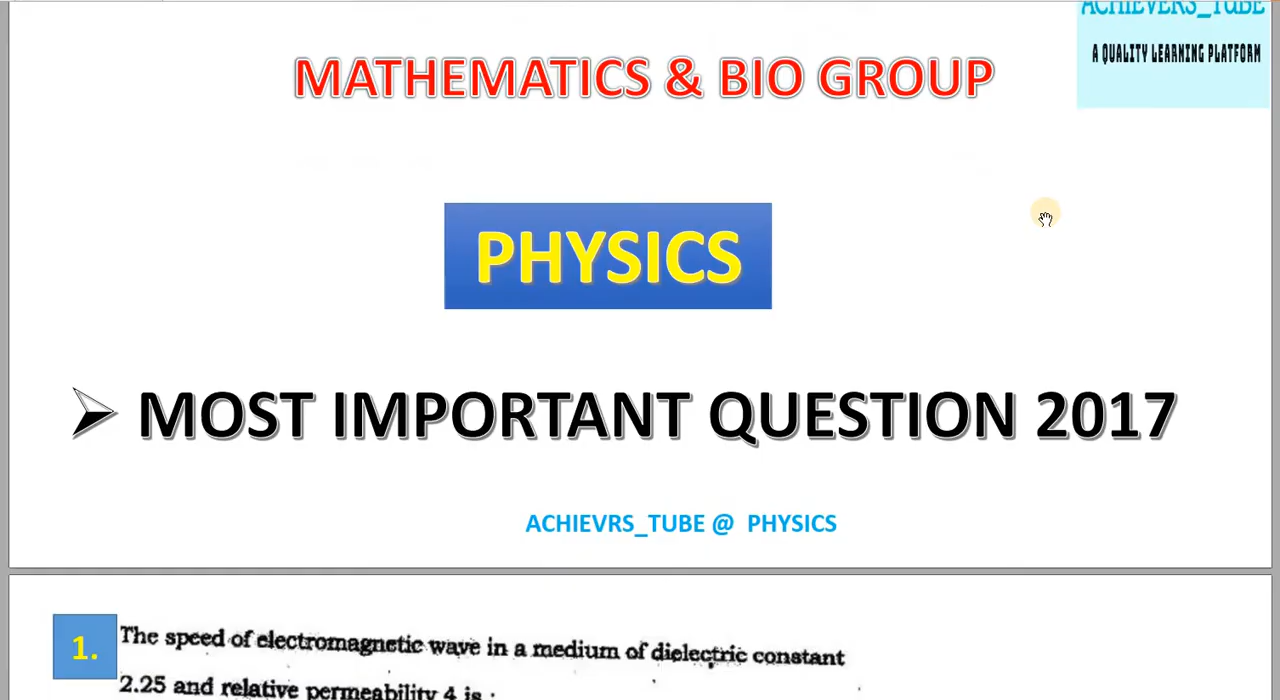 ACHIEVERS_TUBE
A QUALITY LEARNING PLATFORM
MATHEMATICS & BIO GROUP
PHYSICS
MOST IMPORTANT QUESTION 2017
ACHIEVRS_TUBE @ PHYSICS
1. The speed of electromagnetic wave in a medium of dielectric constant
2.25 and relative permeability 4 is :